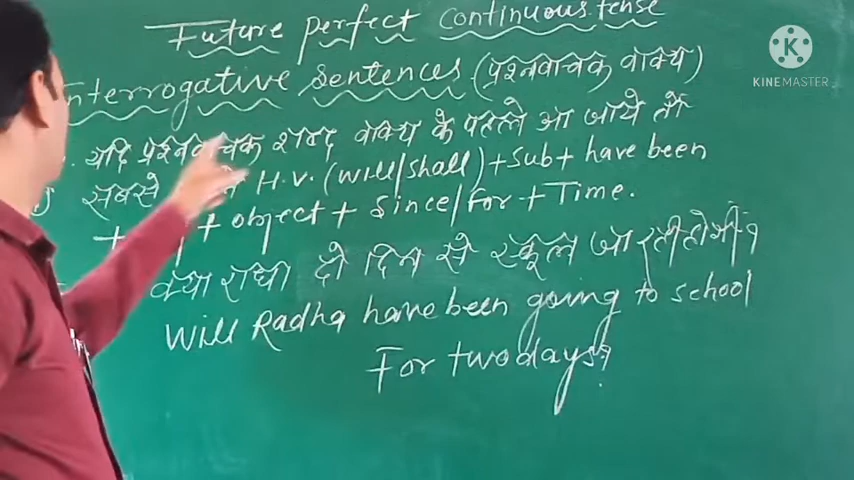 Future perfect continuous tense
Interrogative sentences (प्रश्नवाचक वाक्य)
यदि प्रश्नवाचक शब्द वाक्य के पहले आ जाये तो
सबसे H.V. (will/shall) + Sub + have been
+ + object + Since/For + Time.
क्या राधा दो दिन से स्कूल जा रही होगी?
Will Radha have been going to school
For two days?
K
KINEMASTER